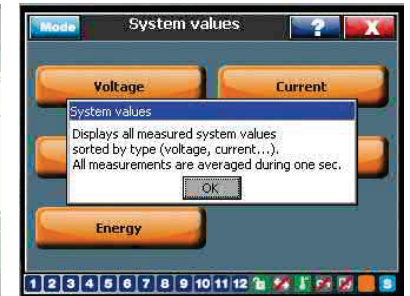 Mode System values ? X
Voltage Current
System values
Displays all measured system values
sorted by type (voltage, current...).
All measurements are averaged during one sec.
OK
Energy
1 2 3 4 5 6 7 8 9 10 11 12 S